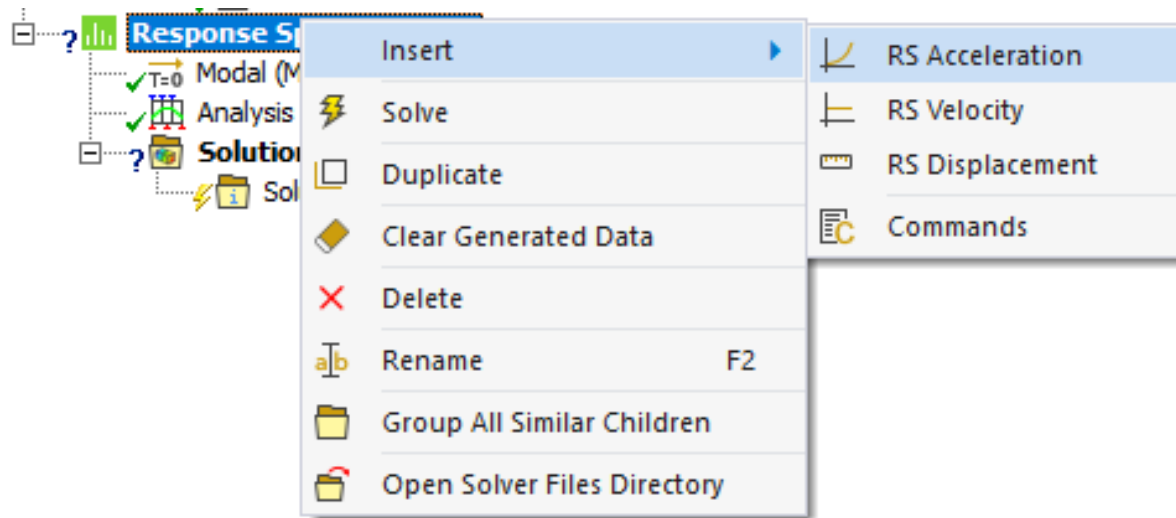 Response Sp
Modal (M
Analysis
Solution
Sol
Insert
Solve
Duplicate
Clear Generated Data
Delete
Rename F2
Group All Similar Children
Open Solver Files Directory
RS Acceleration
RS Velocity
RS Displacement
Commands